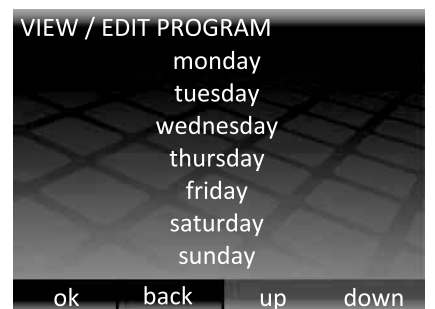 VIEW / EDIT PROGRAM
monday
tuesday
wednesday
thursday
friday
saturday
sunday
ok back up down